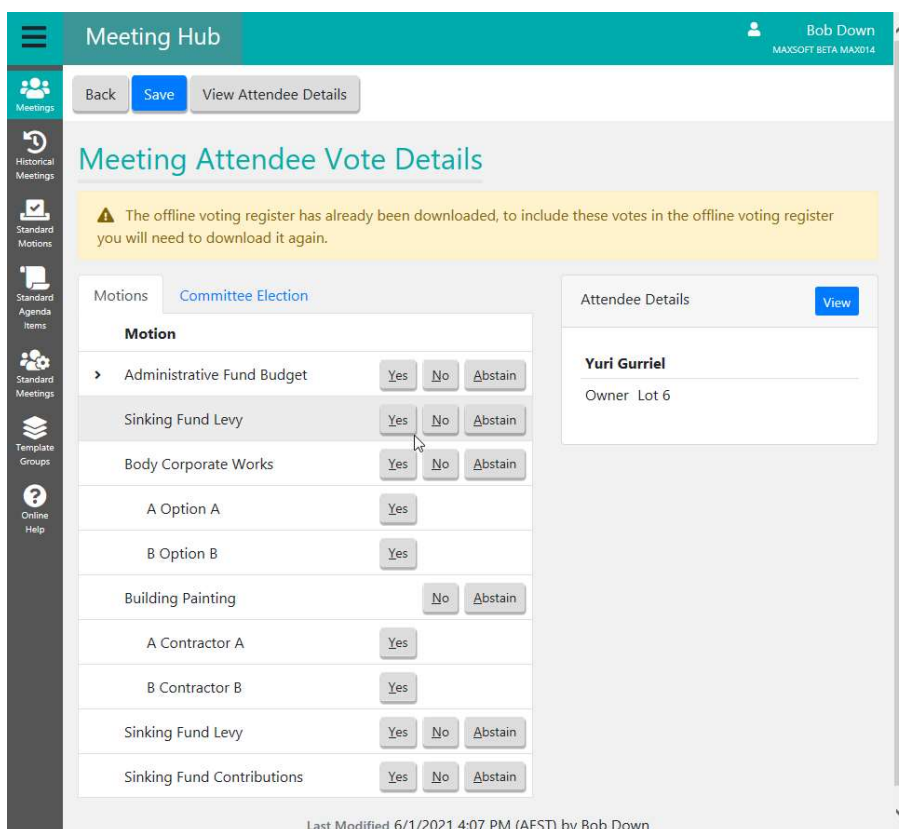 Meeting Hub
Bob Down
MAXSOFT BETA MAX014
Meetings
Historical
Meetings
Standard
Motions
Standard
Agenda
Items
Standard
Meetings
Template
Groups
Online
Help
Back Save View Attendee Details
Meeting Attendee Vote Details
The offline voting register has already been downloaded, to include these votes in the offline voting register
you will need to download it again.
Motions Committee Election
Motion
Administrative Fund Budget Yes No Abstain
Sinking Fund Levy Yes No Abstain
Body Corporate Works Yes No Abstain
A Option A Yes
B Option B Yes
Building Painting No Abstain
A Contractor A Yes
B Contractor B Yes
Sinking Fund Levy Yes No Abstain
Sinking Fund Contributions Yes No Abstain
Attendee Details View
Yuri Gurriel
Owner Lot 6
Last Modified 6/1/2021 4:07 PM (AEST) by Bob Down